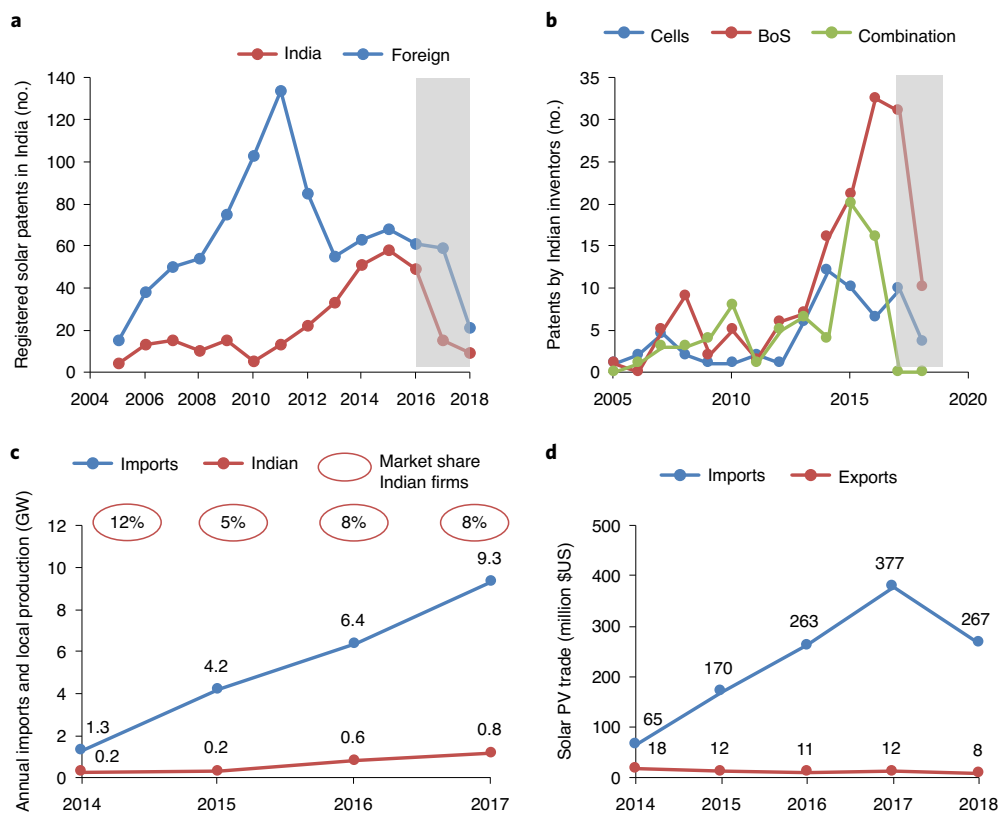 a
India Foreign
Registered solar patents in India (no.)
140
120
100
80
60
40
20
0
2004 2006 2008 2010 2012 2014 2016 2018
b
Cells BoS Combination
Patents by Indian inventors (no.)
35
30
25
20
15
10
5
0
2005 2010 2015 2020
c
Imports Indian Market share
Indian firms
Annual imports and local production (GW)
12% 5% 8% 8%
12
10
8
6
4
2
0
1.3 4.2 6.4 9.3
0.2 0.2 0.6 0.8
2014 2015 2016 2017
d
Imports Exports
Solar PV trade (million $US)
500
400
300
200
100
0
65 170 263 377 267
18 12 11 12 8
2014 2015 2016 2017 2018